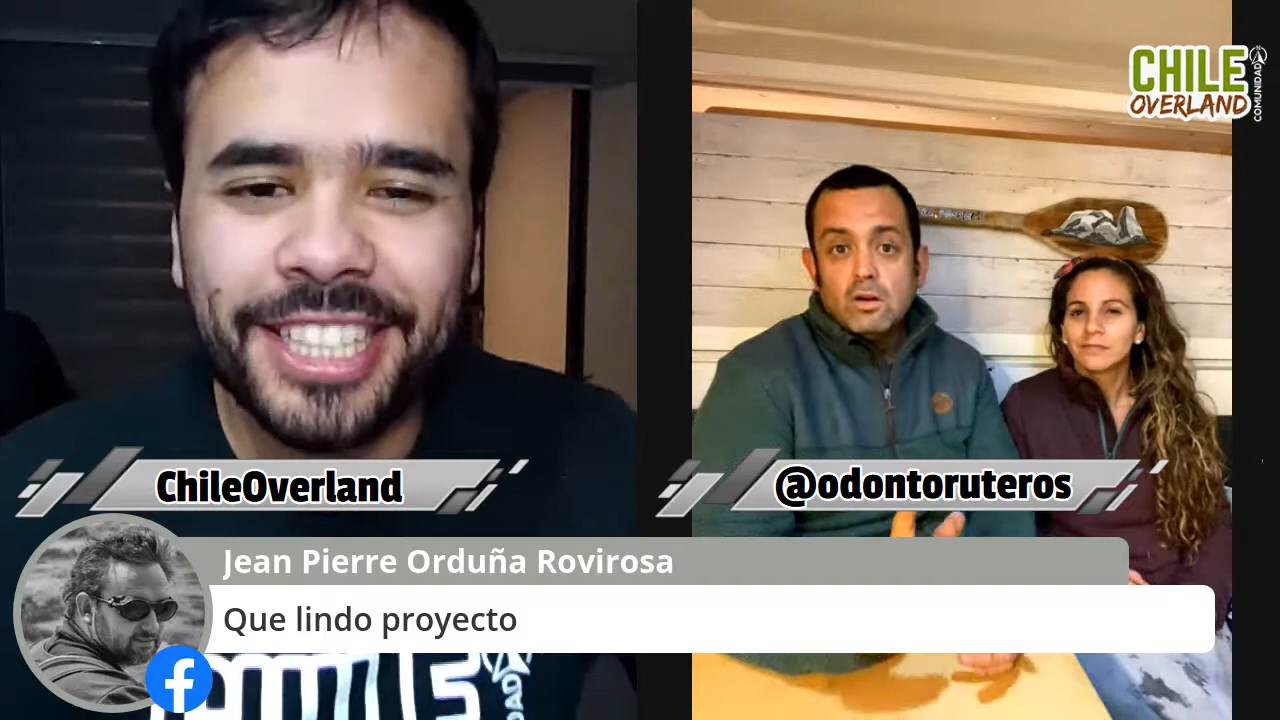 CHILE
OVERLAND
COMUNIDAD
ChileOverland
@odontoruteros
Jean Pierre Orduña Rovirosa
Que lindo proyecto